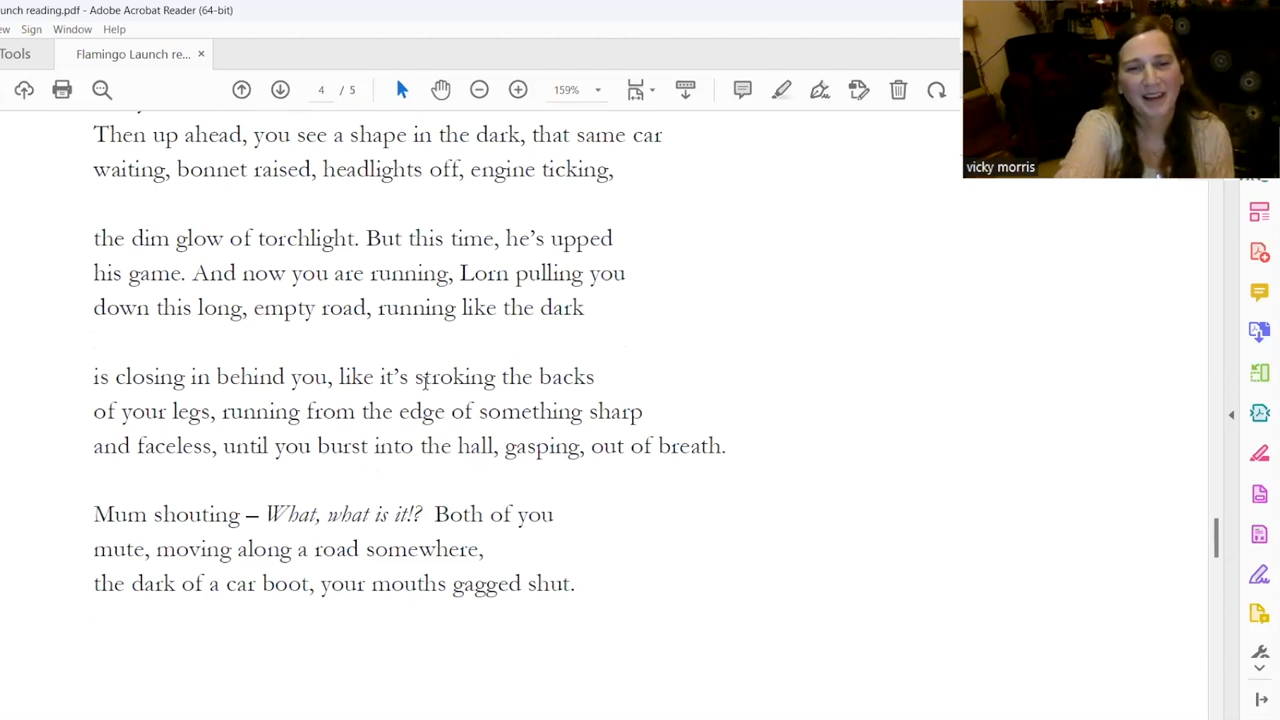 unch reading.pdf - Adobe Acrobat Reader (64-bit)
ew Sign Window Help
Tools Flamingo Launch re... ×
4 / 5 159%
Then up ahead, you see a shape in the dark, that same car
waiting, bonnet raised, headlights off, engine ticking,
the dim glow of torchlight. But this time, he’s upped
his game. And now you are running, Lorn pulling you
down this long, empty road, running like the dark
is closing in behind you, like it’s stroking the backs
of your legs, running from the edge of something sharp
and faceless, until you burst into the hall, gasping, out of breath.
Mum shouting – What, what is it!? Both of you
mute, moving along a road somewhere,
the dark of a car boot, your mouths gagged shut.
vicky morris